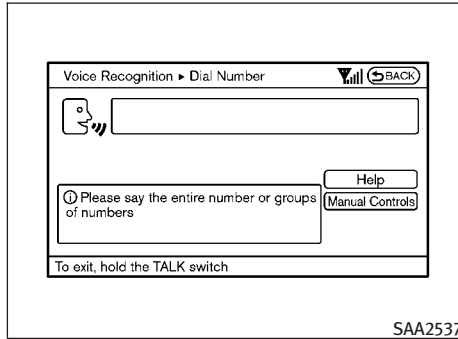 Voice Recognition ▸ Dial Number
BACK
Help
Please say the entire number or groups
of numbers
Manual Controls
To exit, hold the TALK switch
SAA2537